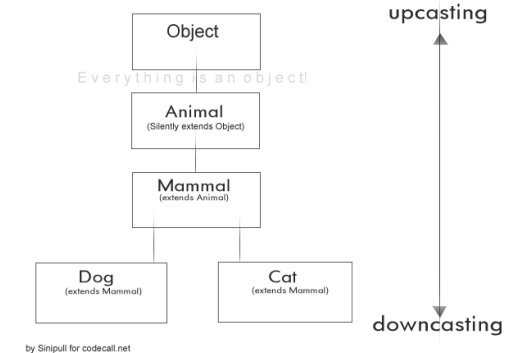 upcasting
Object
Everything is an object!
Animal
(Silently extends Object)
Mammal
(extends Animal)
Dog
(extends Mammal)
Cat
(extends Mammal)
downcasting
by Sinipull for codecall.net